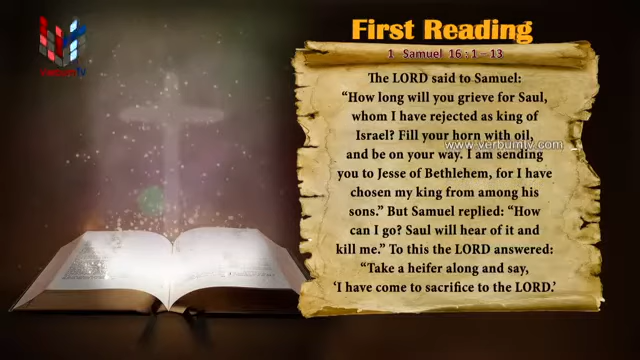 First Reading
1 Samuel 16 : 1 – 13
The LORD said to Samuel:
“How long will you grieve for Saul,
whom I have rejected as king of
Israel? Fill your horn with oil,
www.verbumtv.com
and be on your way. I am sending
you to Jesse of Bethlehem, for I have
chosen my king from among his
sons.” But Samuel replied: “How
can I go? Saul will hear of it and
kill me.” To this the LORD answered:
“Take a heifer along and say,
‘I have come to sacrifice to the LORD.’
VERBUM TV